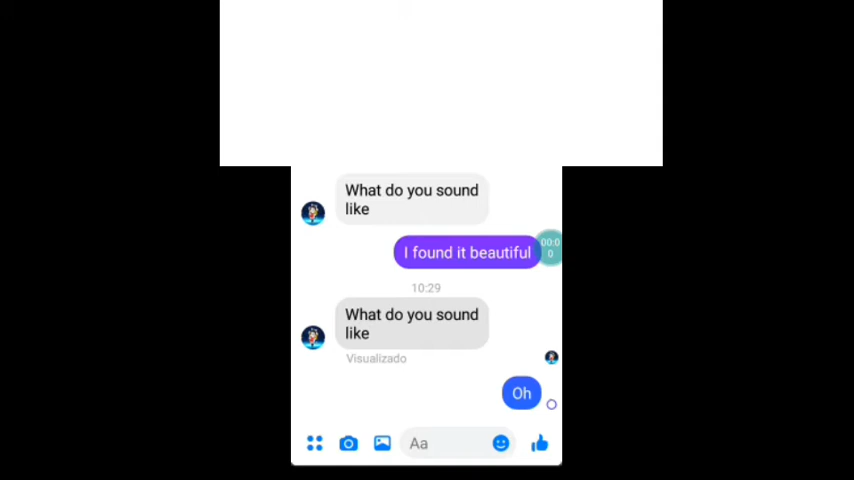 What do you sound
like
I found it beautiful
00:0
0
10:29
What do you sound
like
Visualizado
Oh
Aa